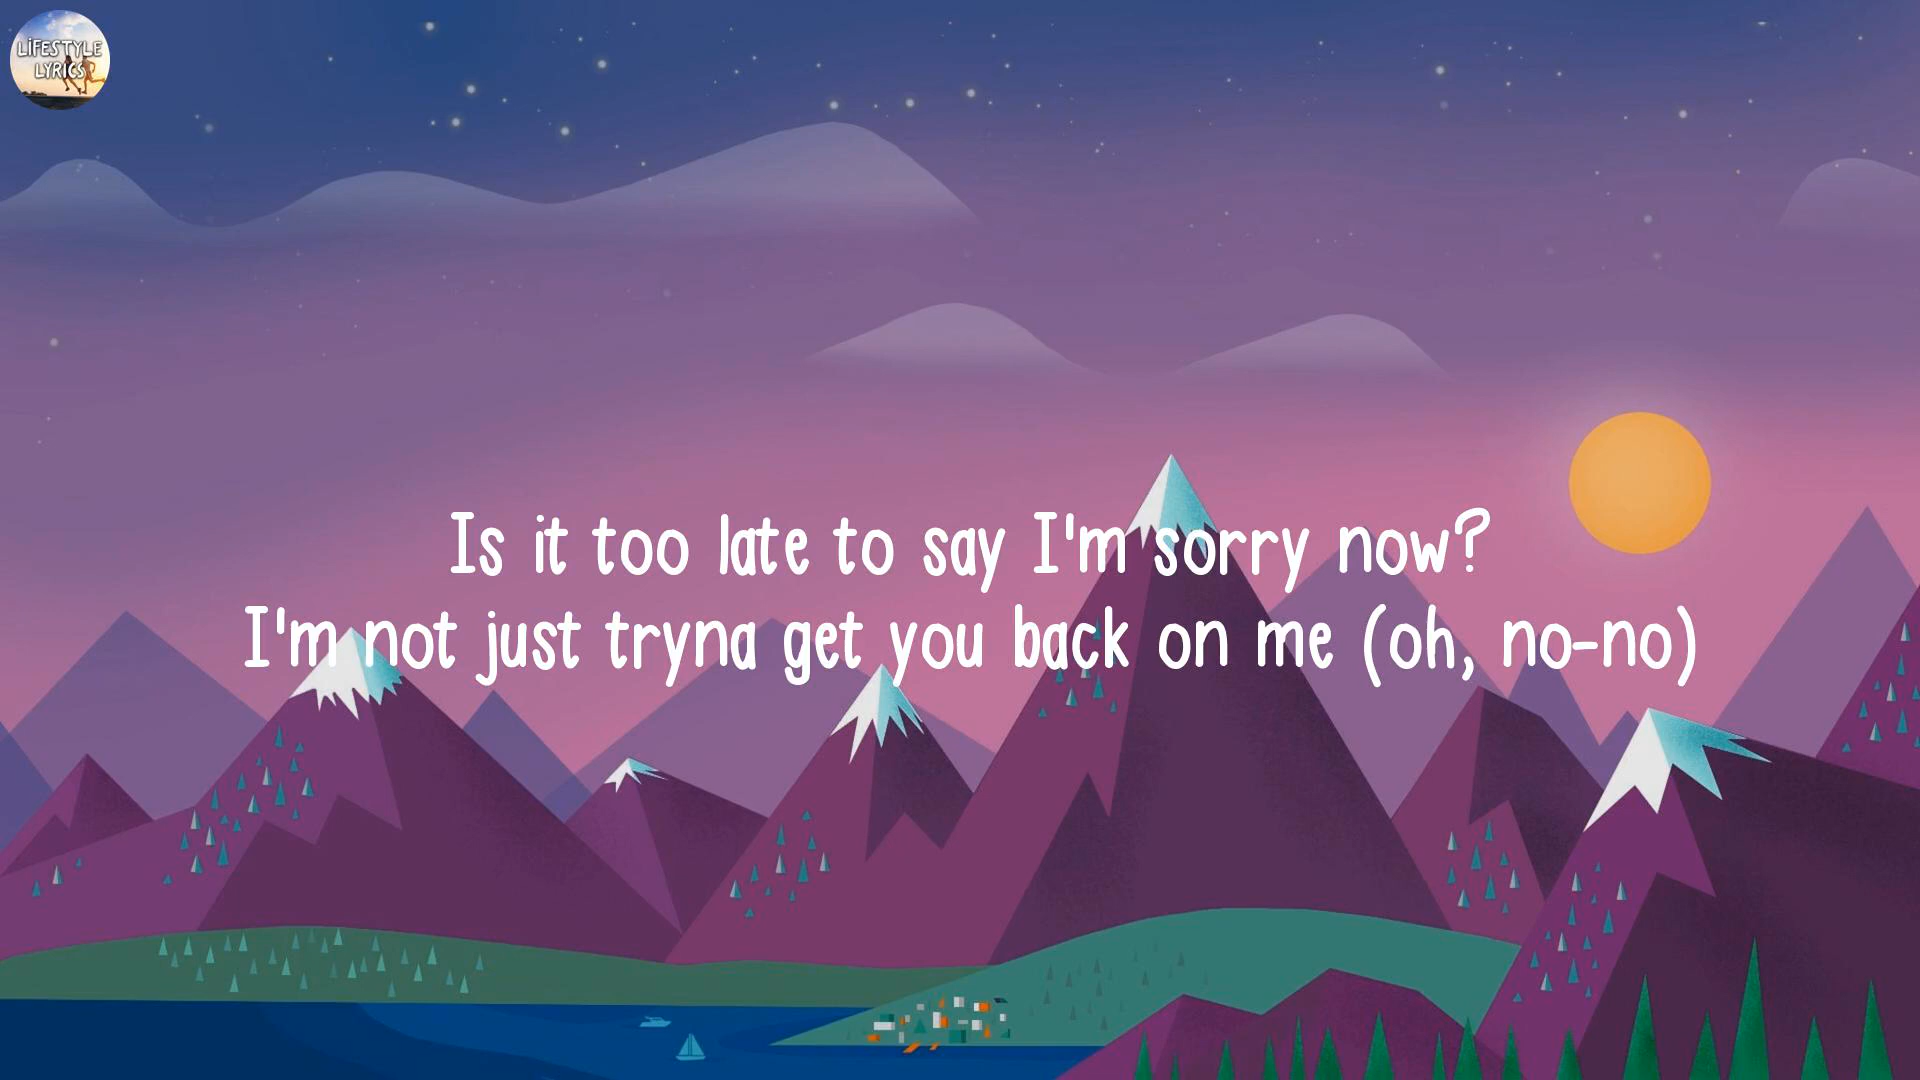 LIFESTYLE
LYRICS
Is it too late to say I'm sorry now?
I'm not just tryna get you back on me (oh, no-no)